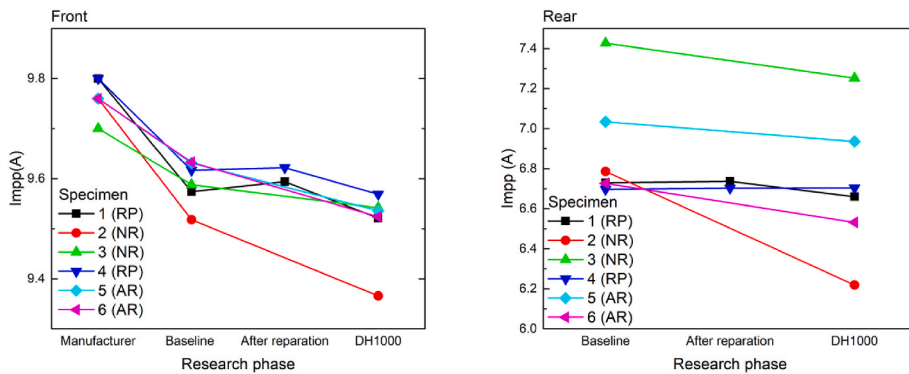 Front
Impp(A)
9.8
9.6
9.4
Specimen
1 (RP)
2 (NR)
3 (NR)
4 (RP)
5 (AR)
6 (AR)
Manufacturer Baseline After reparation DH1000
Research phase
Rear
Impp (A)
7.4
7.2
7.0
6.8
6.6
6.4
6.2
6.0
Specimen
1 (RP)
2 (NR)
3 (NR)
4 (RP)
5 (AR)
6 (AR)
Baseline After reparation DH1000
Research phase